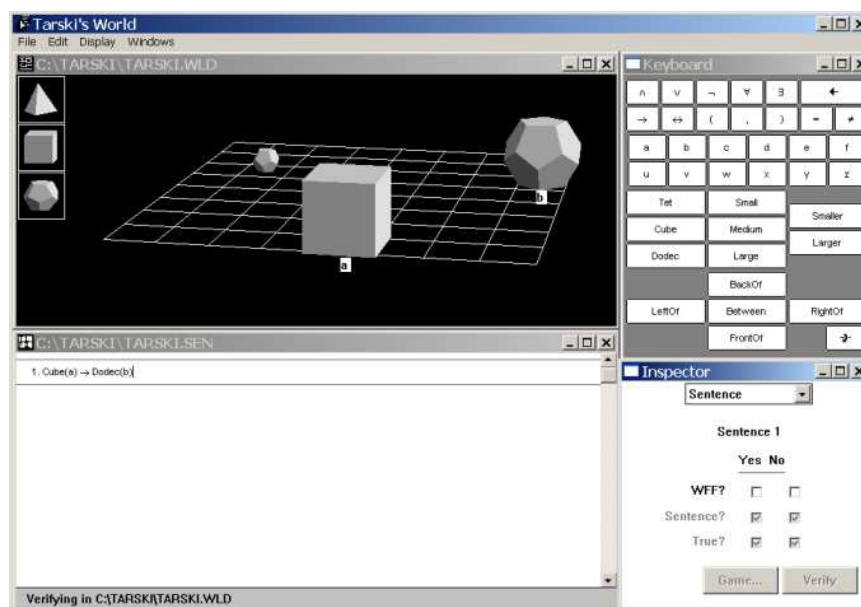 Tarski's World
File Edit Display Windows
C:\TARSKI\TARSKI.WLD
a
b
1. Cube(a) → Dodec(b)
C:\TARSKI\TARSKI.SEN
Verifying in C:\TARSKI\TARSKI.WLD
Keyboard
∧ ∨ ¬ ∀ ∃ ←
→ ↔ ( , ) = ≠
a b c d e f
u v w x y z
Tet Small Smaller
Cube Medium Larger
Dodec Large
BackOf
LeftOf Between RightOf
FrontOf
Inspector
Sentence
Sentence 1
Yes No
WFF?
Sentence?
True?
Game... Verify